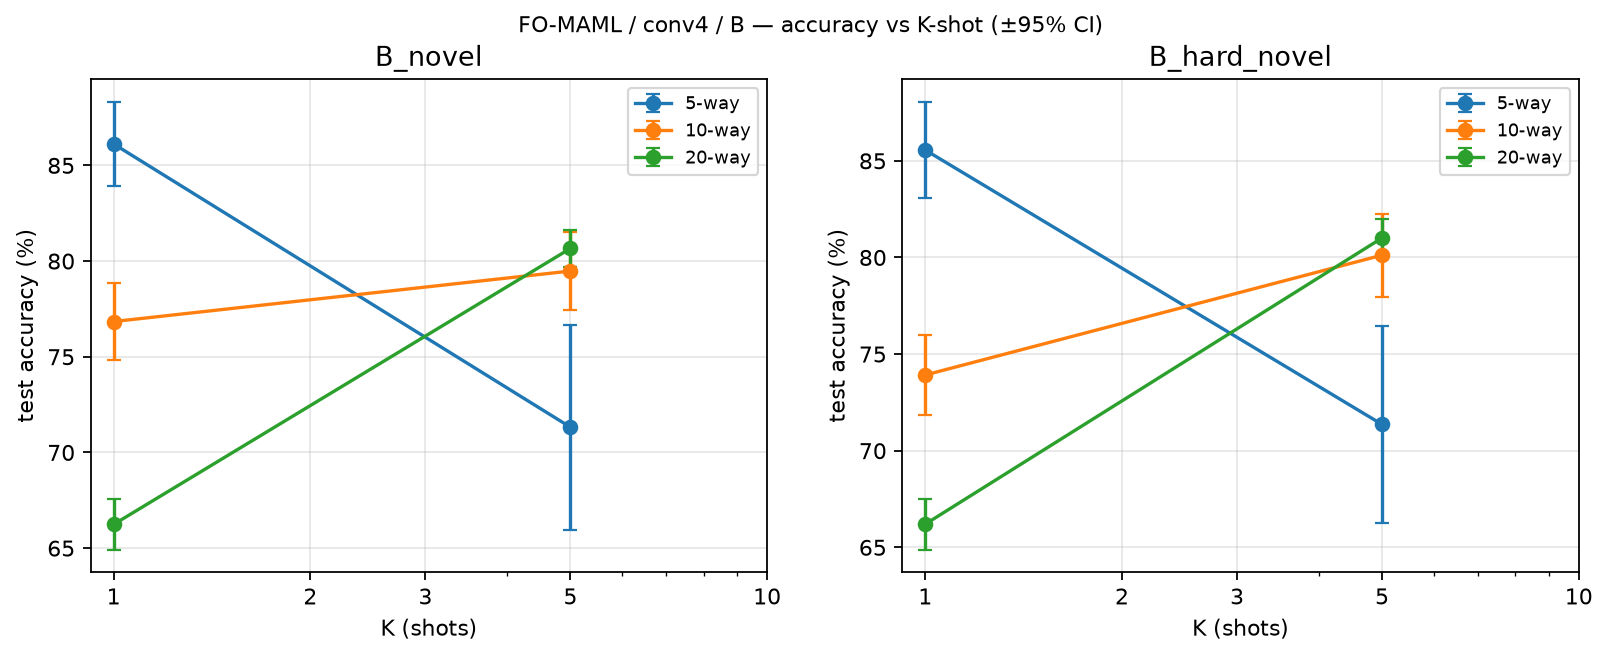 FO-MAML / conv4 / B — accuracy vs K-shot (±95% CI)
B_novel
5-way
10-way
20-way
85
80
75
70
65
test accuracy (%)
1
2
3
5
10
K (shots)
B_hard_novel
5-way
10-way
20-way
85
80
75
70
65
test accuracy (%)
1
2
3
5
10
K (shots)